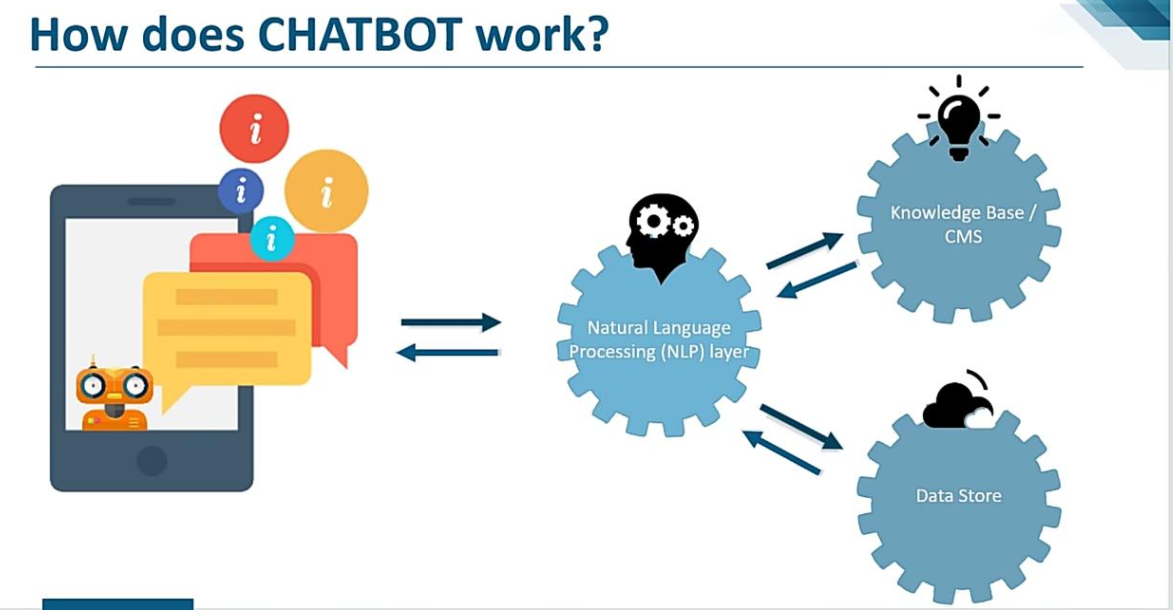 How does CHATBOT work?
i
i
i
i
Knowledge Base /
CMS
Natural Language
Processing (NLP) layer
Data Store